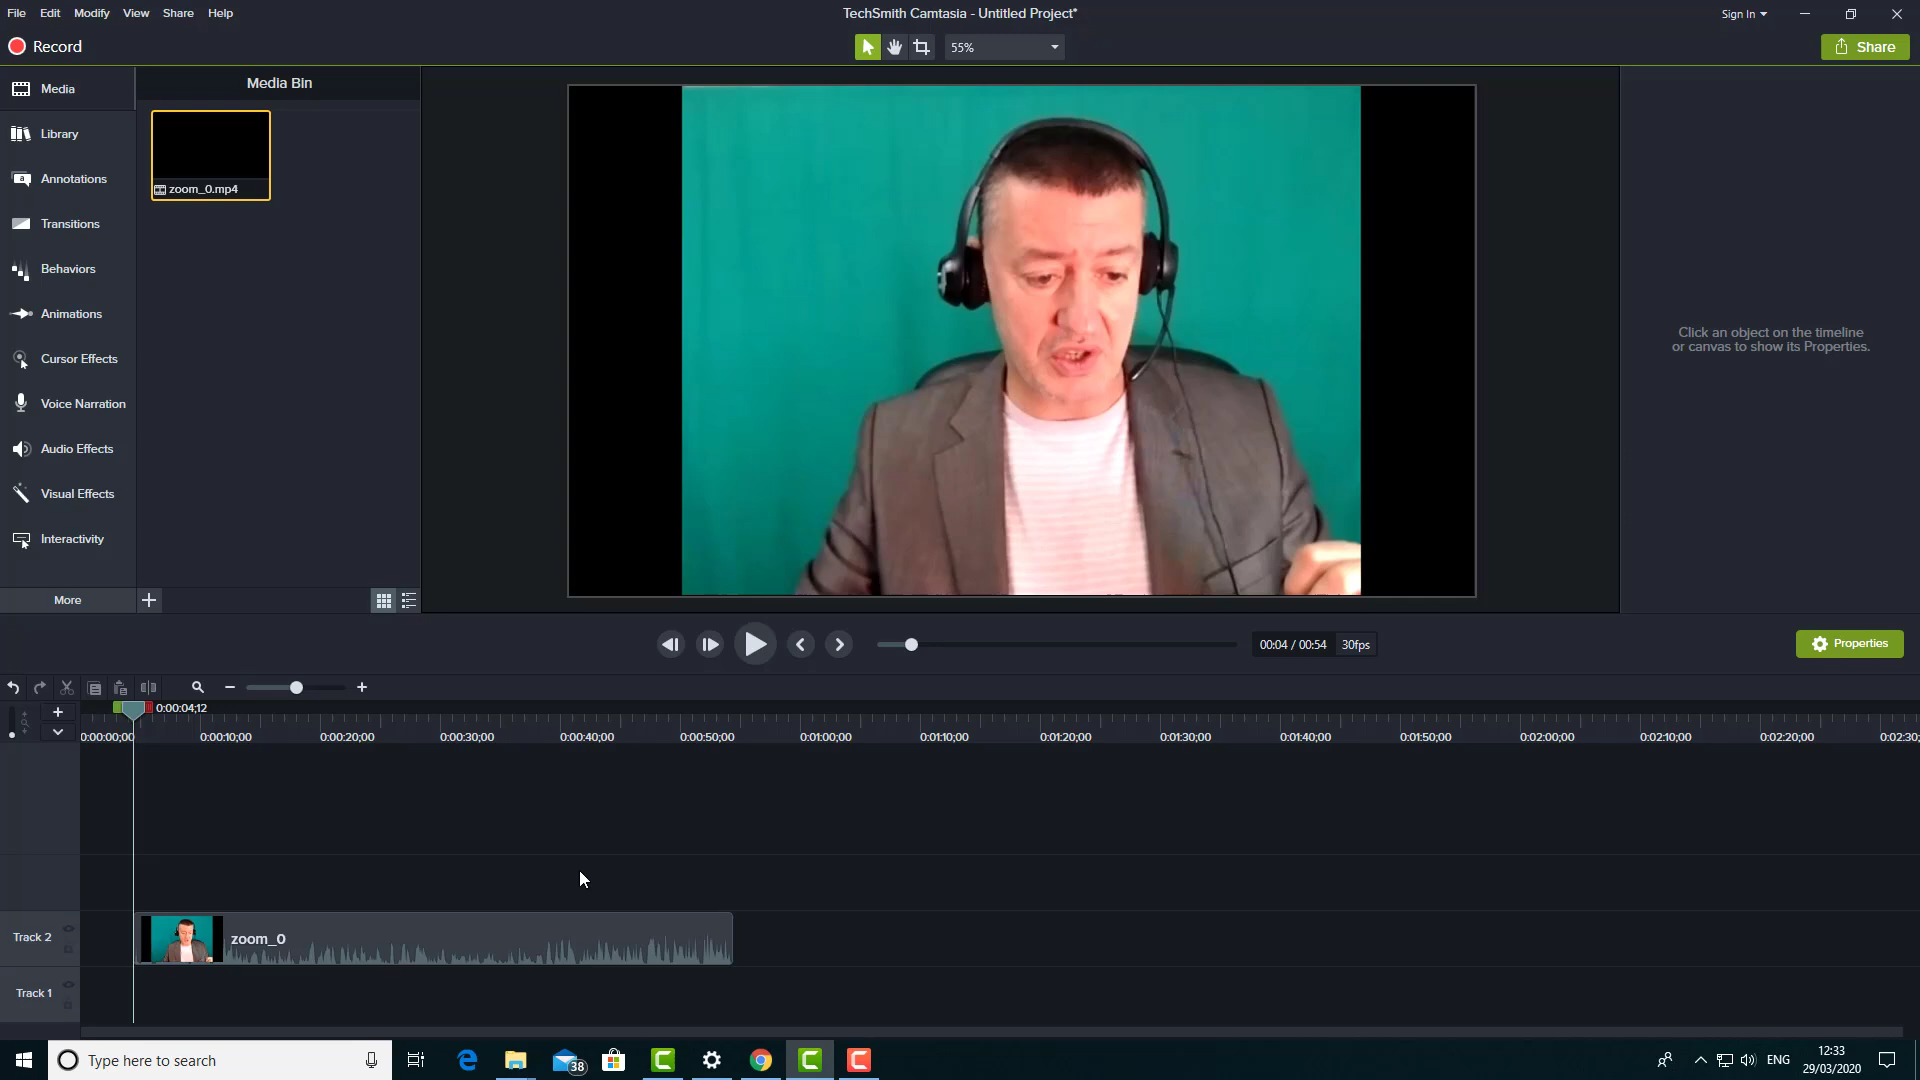 File Edit Modify View Share Help
TechSmith Camtasia - Untitled Project*
Sign In
Record
55%
Share
Media
Media Bin
Library
zoom_0.mp4
Annotations
Transitions
Behaviors
Animations
Click an object on the timeline
or canvas to show its Properties.
Cursor Effects
Voice Narration
Audio Effects
Visual Effects
Interactivity
More
00:04 / 00:54 30fps
Properties
0:00:04;12
0:00:00;00 0:00:10;00 0:00:20;00 0:00:30;00 0:00:40;00 0:00:50;00 0:01:00;00 0:01:10;00 0:01:20;00 0:01:30;00 0:01:40;00 0:01:50;00 0:02:00;00 0:02:10;00 0:02:20;00 0:02:30;
Track 2
zoom_0
Track 1
Type here to search
38
ENG
12:33
29/03/2020